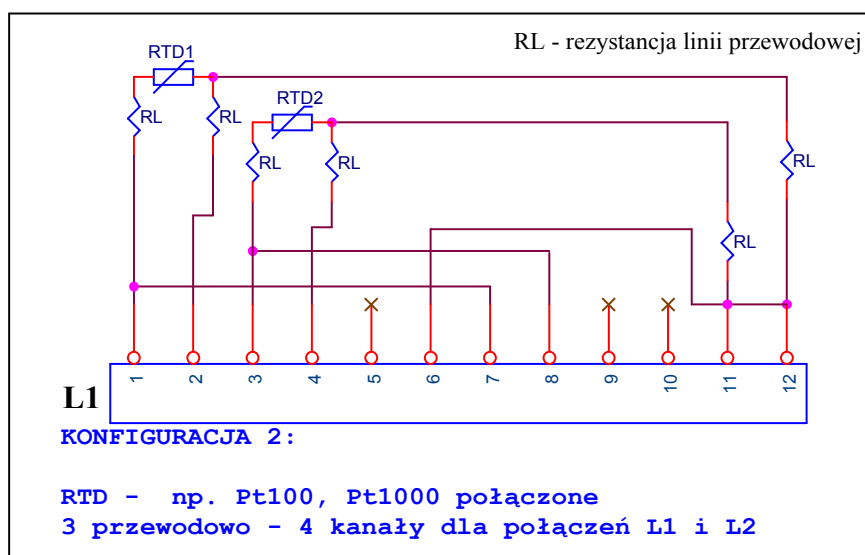 RL - rezystancja linii przewodowej
RTD1
RTD2
RL
RL
RL
RL
RL
RL
1
2
3
4
5
6
7
8
9
10
11
12
L1
KONFIGURACJA 2:
RTD - np. Pt100, Pt1000 połączone
3 przewodowo - 4 kanały dla połączeń L1 i L2